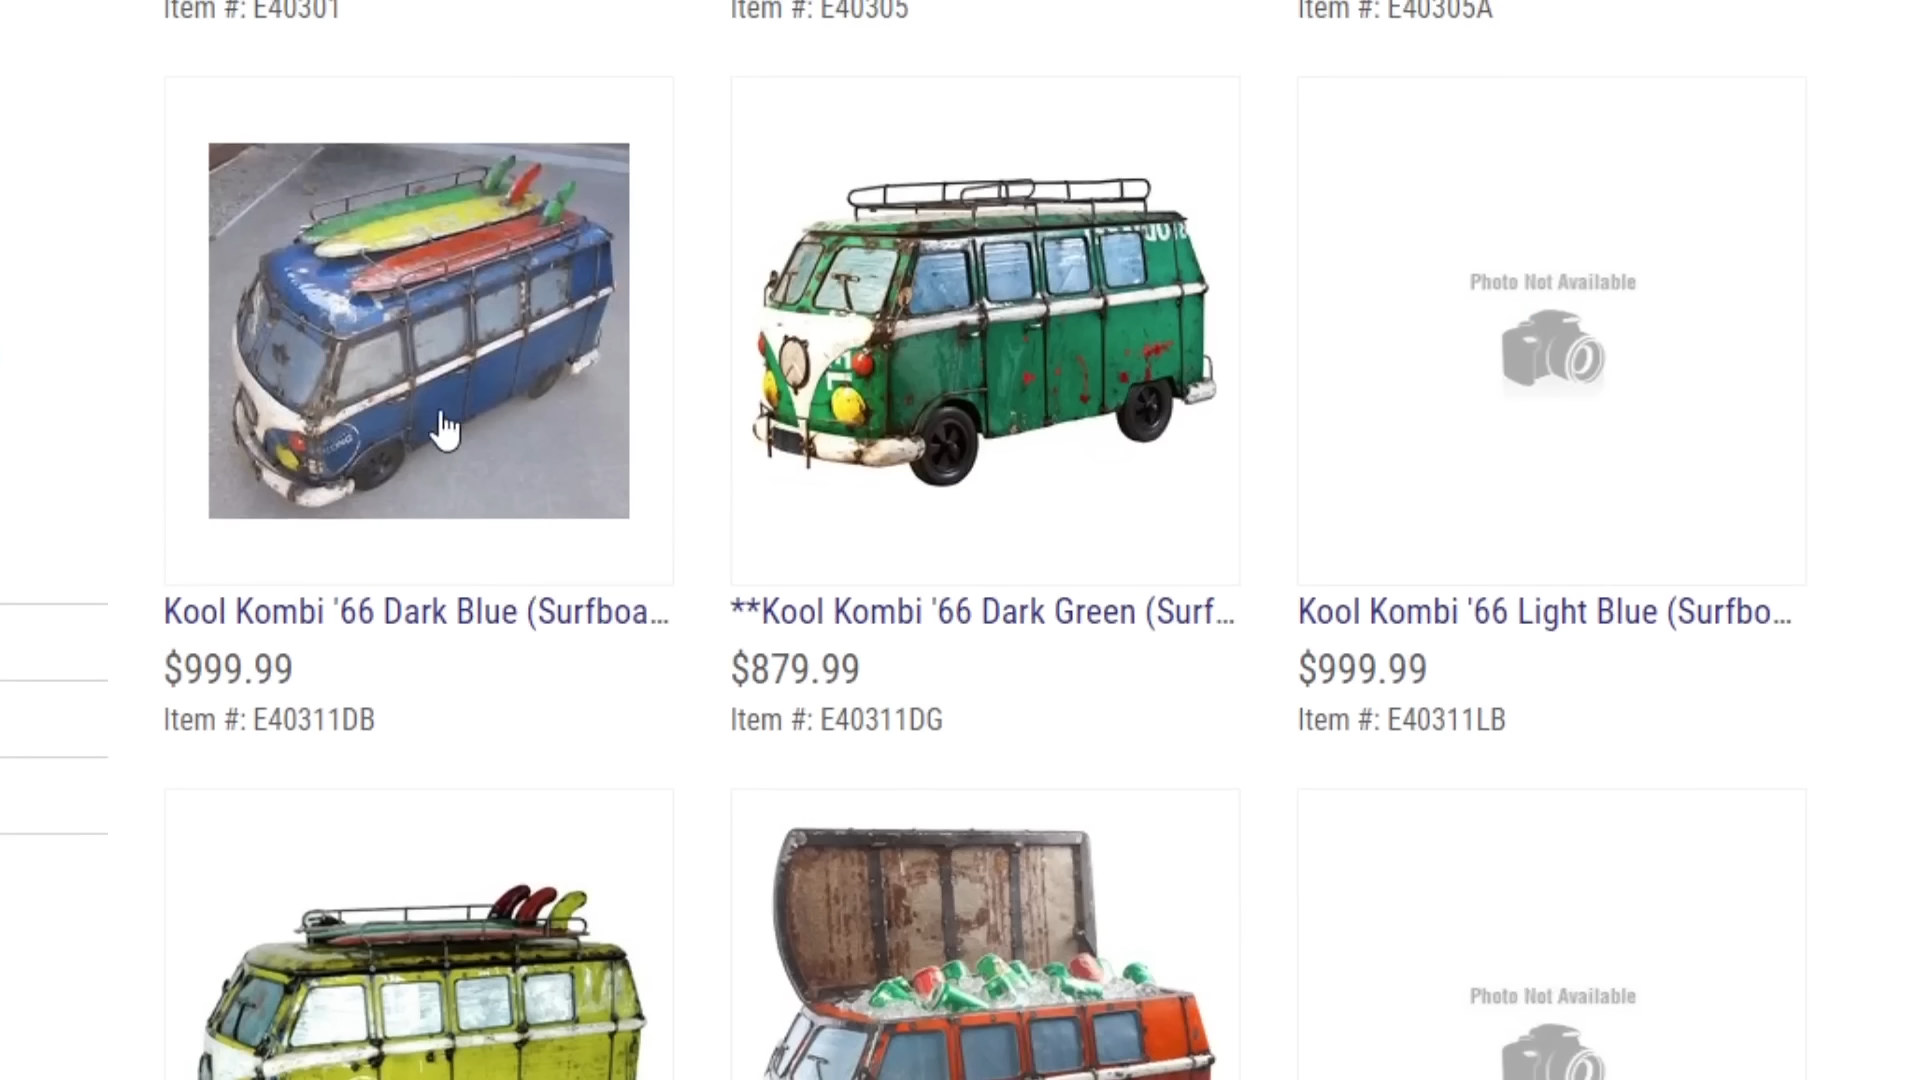 Item #: E40301
Item #: E40305
Item #: E40305A
Photo Not Available
Kool Kombi '66 Dark Blue (Surfboa...
**Kool Kombi '66 Dark Green (Surf...
Kool Kombi '66 Light Blue (Surfbo...
$999.99
$879.99
$999.99
Item #: E40311DB
Item #: E40311DG
Item #: E40311LB
Photo Not Available